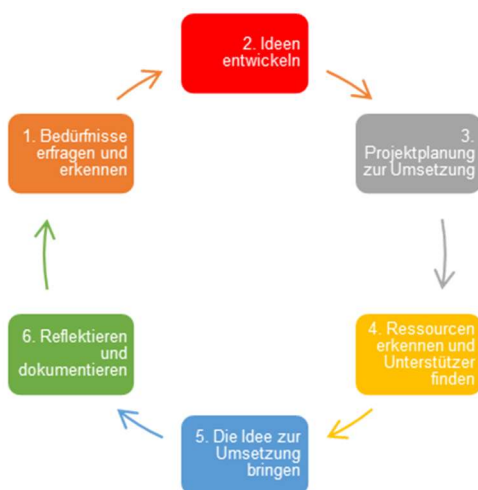 1. Bedürfnisse
erfragen und
erkennen
2. Ideen
entwickeln
3.
Projektplanung
zur Umsetzung
4. Ressourcen
erkennen und
Unterstützer
finden
5. Die Idee zur
Umsetzung
bringen
6. Reflektieren
und
dokumentieren